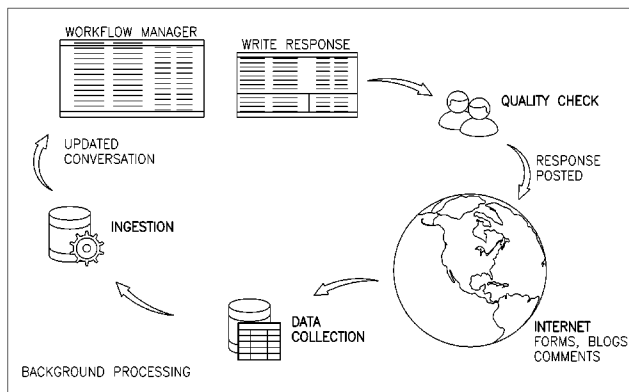 WORKFLOW MANAGER
WRITE RESPONSE
QUALITY CHECK
UPDATED
CONVERSATION
RESPONSE
POSTED
INGESTION
DATA
COLLECTION
INTERNET
FORMS, BLOGS
COMMENTS
BACKGROUND PROCESSING